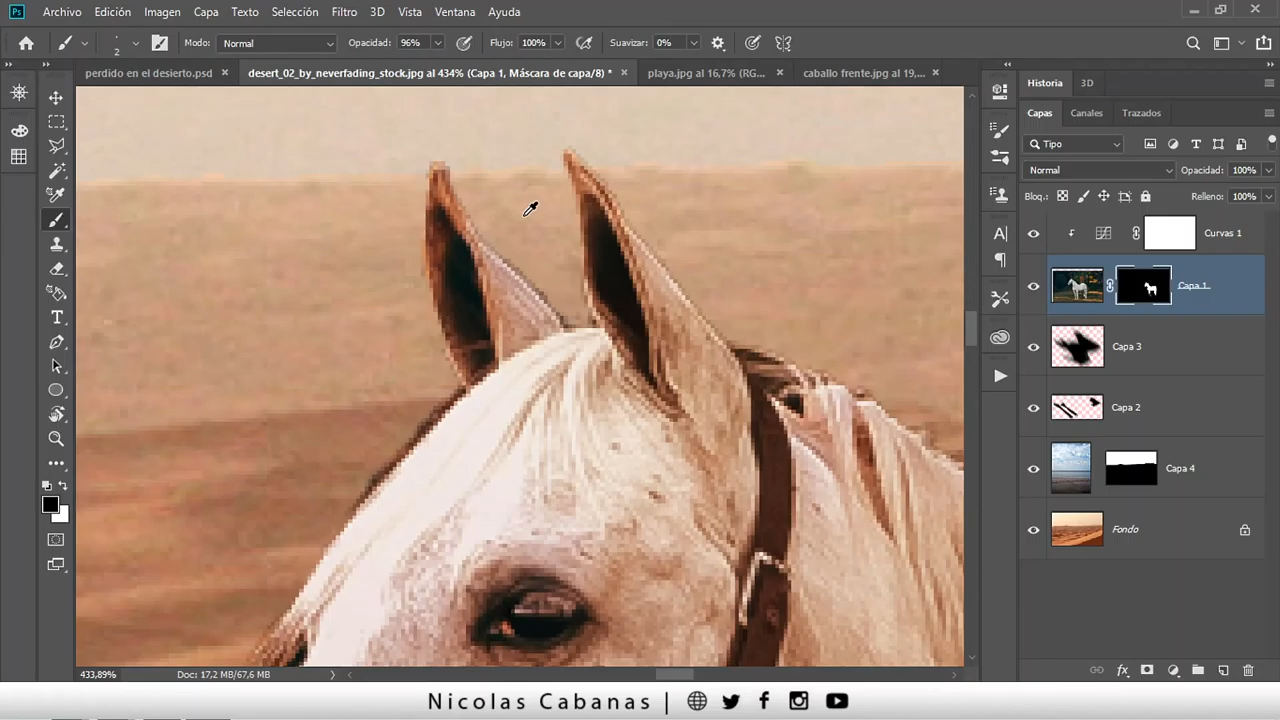 Archivo Edición Imagen Capa Texto Selección Filtro 3D Vista Ventana Ayuda
2 Modo: Normal Opacidad: 96% Flujo: 100% Suavizar: 0%
perdido en el desierto.psd × desert_02_by_neverfading_stock.jpg al 434% (Capa 1, Máscara de capa/8) * × playa.jpg al 16,7% (RG... × caballo frente.jpg al 19,... ×
Historia 3D
Capas Canales Trazados
Tipo
Normal Opacidad: 100%
Bloq.: Relleno: 100%
Curvas 1
Capa 1
Capa 3
Capa 2
Capa 4
Fondo
433,89% Doc: 17,2 MB/67,6 MB
Nicolas Cabanas |